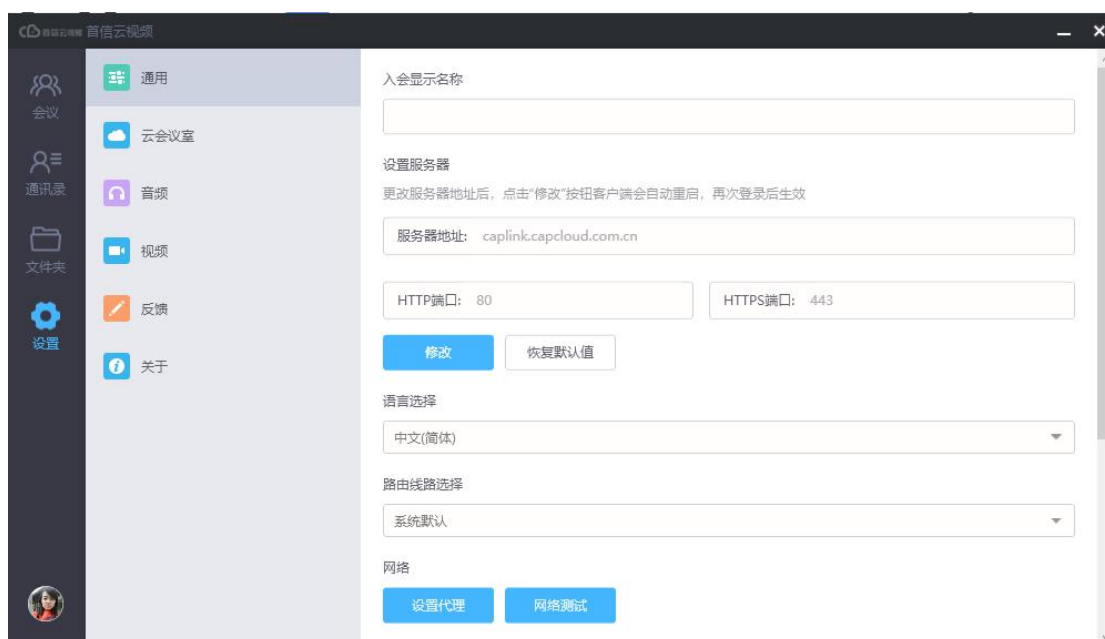 首信云视频 首信云视频
会议
通讯录
文件夹
设置
通用
云会议室
音频
视频
反馈
关于
入会显示名称
设置服务器
更改服务器地址后，点击“修改”按钮客户端会自动重启，再次登录后生效
服务器地址: caplink.capcloud.com.cn
HTTP端口: 80
HTTPS端口: 443
修改
恢复默认值
语言选择
中文(简体)
路由线路选择
系统默认
网络
设置代理
网络测试